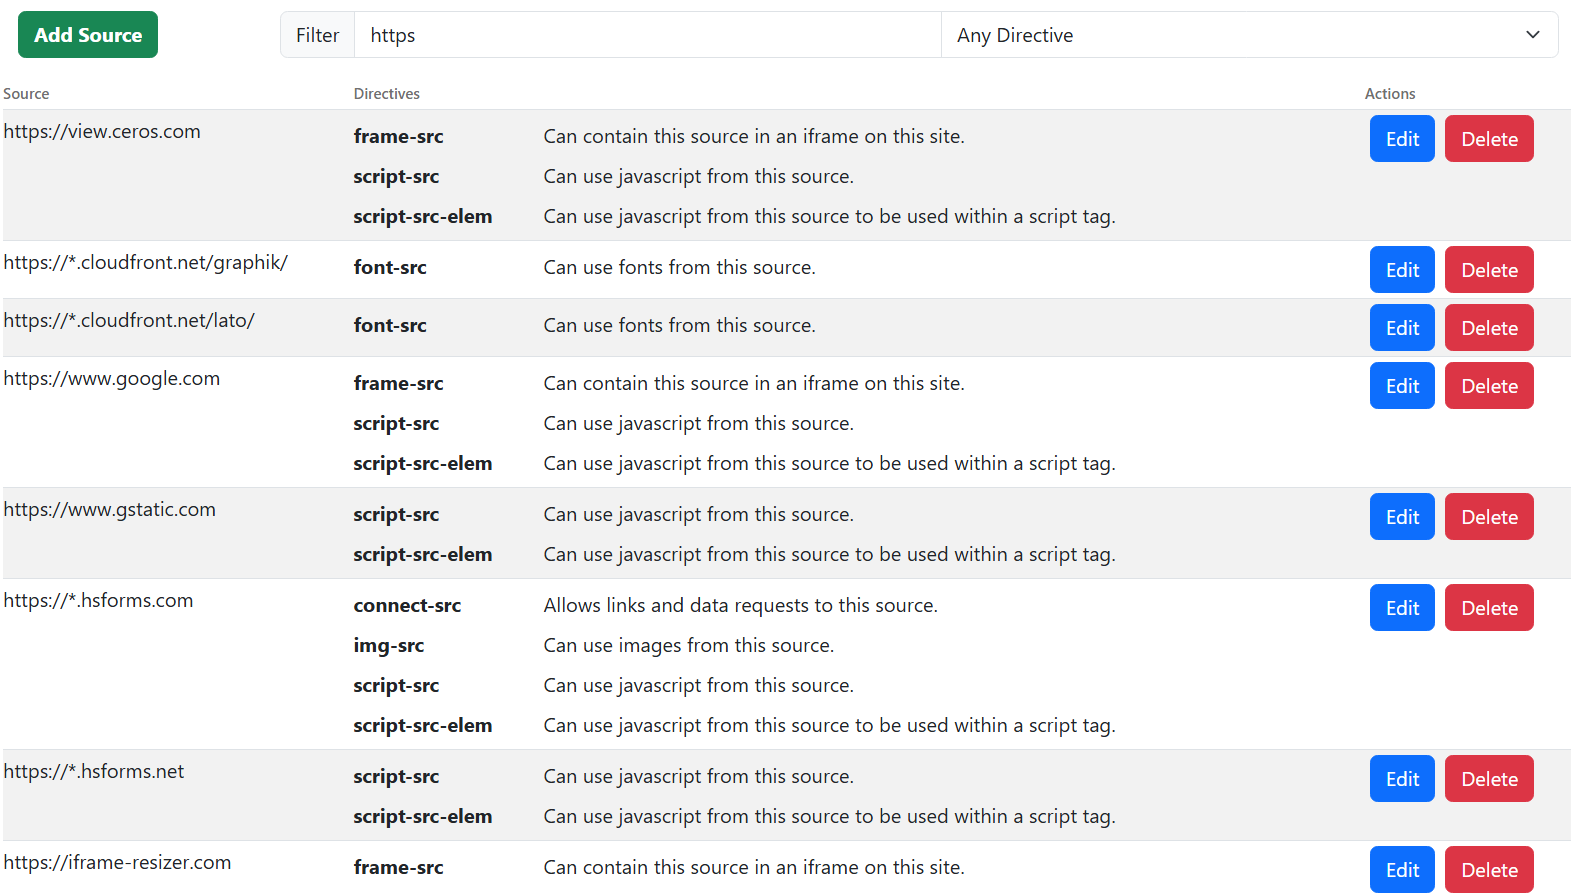 Add Source Filter https Any Directive
Source Directives Actions
https://view.ceros.com frame-src Can contain this source in an iframe on this site. Edit Delete
script-src Can use javascript from this source.
script-src-elem Can use javascript from this source to be used within a script tag.
https://*.cloudfront.net/graphik/ font-src Can use fonts from this source. Edit Delete
https://*.cloudfront.net/lato/ font-src Can use fonts from this source. Edit Delete
https://www.google.com frame-src Can contain this source in an iframe on this site. Edit Delete
script-src Can use javascript from this source.
script-src-elem Can use javascript from this source to be used within a script tag.
https://www.gstatic.com script-src Can use javascript from this source. Edit Delete
script-src-elem Can use javascript from this source to be used within a script tag.
https://*.hsforms.com connect-src Allows links and data requests to this source. Edit Delete
img-src Can use images from this source.
script-src Can use javascript from this source.
script-src-elem Can use javascript from this source to be used within a script tag.
https://*.hsforms.net script-src Can use javascript from this source. Edit Delete
script-src-elem Can use javascript from this source to be used within a script tag.
https://iframe-resizer.com frame-src Can contain this source in an iframe on this site. Edit Delete